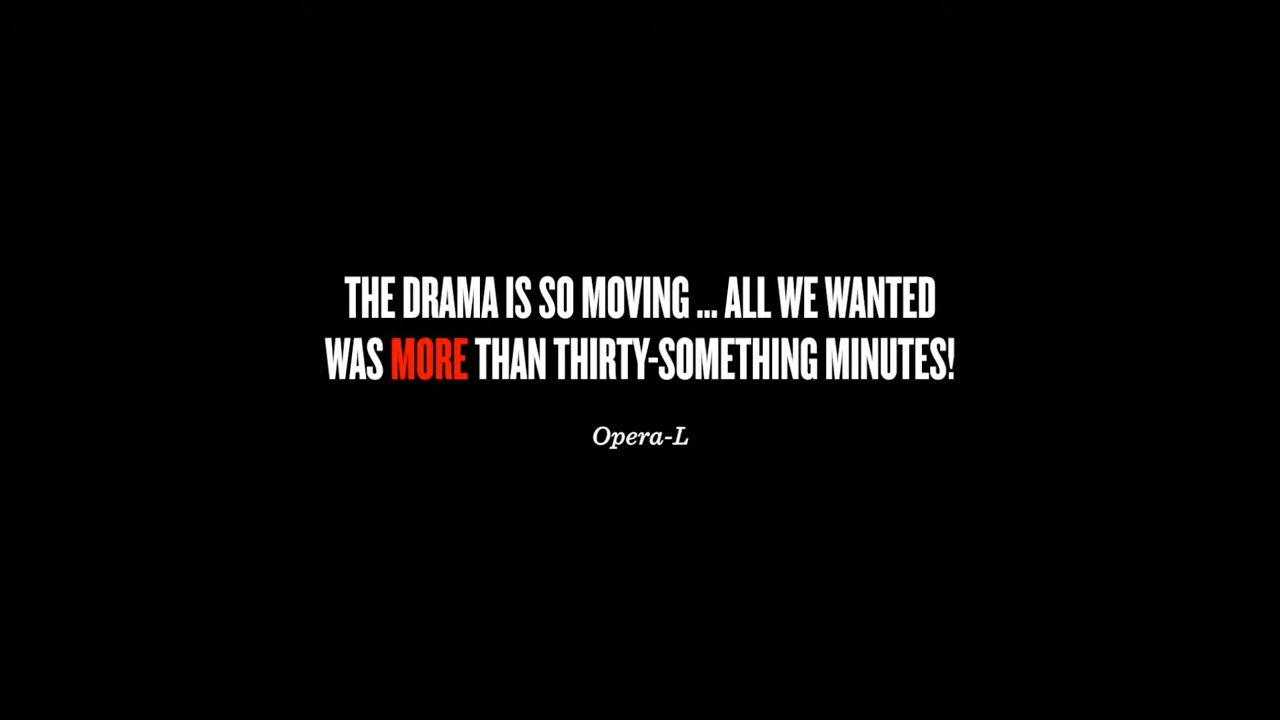 THE DRAMA IS SO MOVING ... ALL WE WANTED
WAS MORE THAN THIRTY-SOMETHING MINUTES!
Opera-L